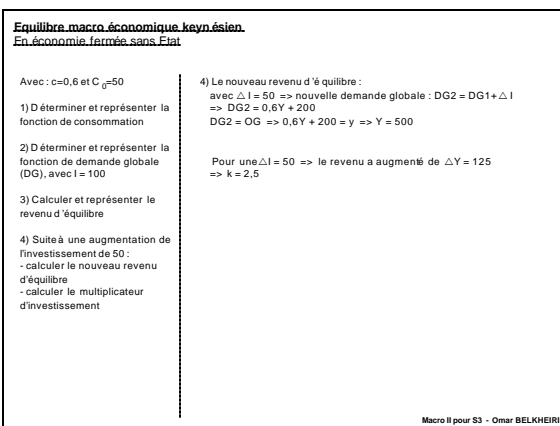 Equilibre macro économique keynésien
En économie fermée sans Etat
Avec : c=0,6 et C0=50
1) Déterminer et représenter la
fonction de consommation
2) Déterminer et représenter la
fonction de demande globale
(DG), avec I = 100
3) Calculer et représenter le
revenu d'équilibre
4) Suite à une augmentation de
l'investissement de 50 :
- calculer le nouveau revenu
d'équilibre
- calculer le multiplicateur
d'investissement
4) Le nouveau revenu d'équilibre :
avec △ I = 50 => nouvelle demande globale : DG2 = DG1+△ I
=> DG2 = 0,6Y + 200
DG2 = OG => 0,6Y + 200 = y => Y = 500
Pour une △I = 50 => le revenu a augmenté de △Y = 125
=> k = 2,5
Macro II pour S3 - Omar BELKHEIRI